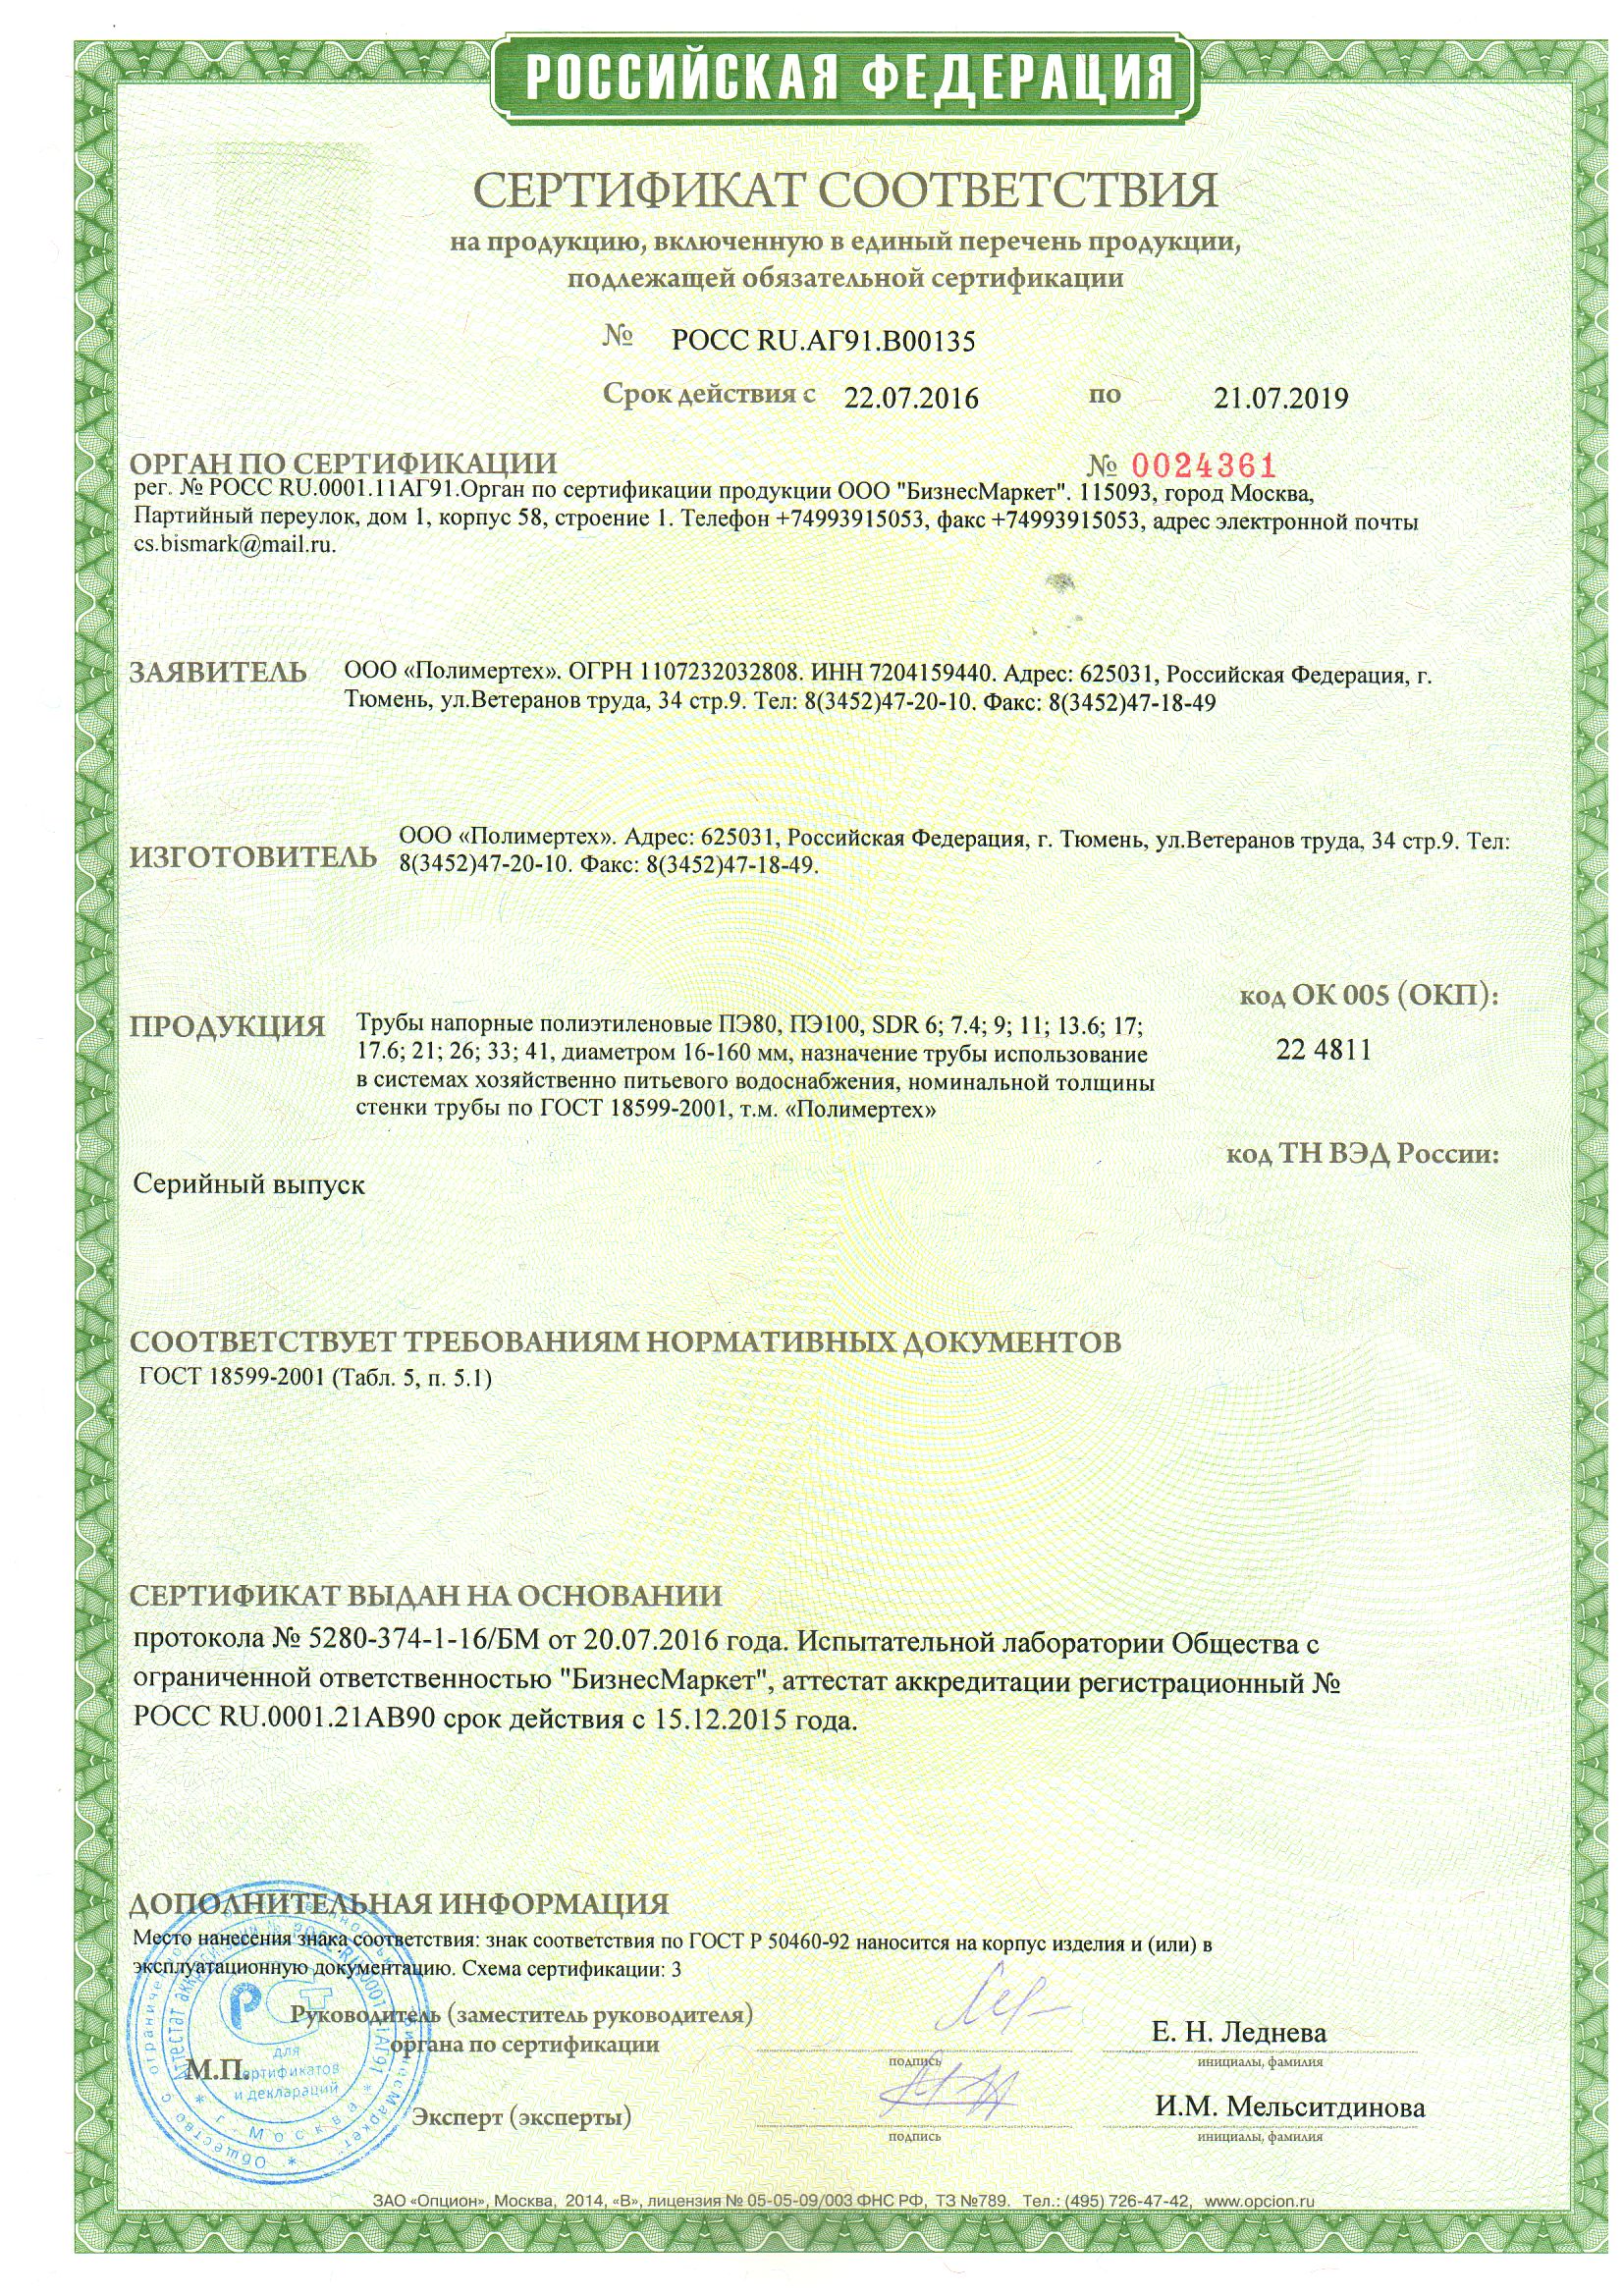 РОССИЙСКАЯ ФЕДЕРАЦИЯ
СЕРТИФИКАТ СООТВЕТСТВИЯ
на продукцию, включенную в единый перечень продукции,
подлежащей обязательной сертификации
№ РОСС RU.АГ91.В00135
Срок действия с 22.07.2016 по 21.07.2019
ОРГАН ПО СЕРТИФИКАЦИИ № 0024361
рег. № РОСС RU.0001.11АГ91.Орган по сертификации продукции ООО "БизнесМаркет". 115093, город Москва,
Партийный переулок, дом 1, корпус 58, строение 1. Телефон +74993915053, факс +74993915053, адрес электронной почты
cs.bismark@mail.ru.
ЗАЯВИТЕЛЬ ООО «Полимертех». ОГРН 1107232032808. ИНН 7204159440. Адрес: 625031, Российская Федерация, г.
Тюмень, ул.Ветеранов труда, 34 стр.9. Тел: 8(3452)47-20-10. Факс: 8(3452)47-18-49
ИЗГОТОВИТЕЛЬ ООО «Полимертех». Адрес: 625031, Российская Федерация, г. Тюмень, ул.Ветеранов труда, 34 стр.9. Тел:
8(3452)47-20-10. Факс: 8(3452)47-18-49.
код ОК 005 (ОКП):
ПРОДУКЦИЯ Трубы напорные полиэтиленовые ПЭ80, ПЭ100, SDR 6; 7.4; 9; 11; 13.6; 17;
17.6; 21; 26; 33; 41, диаметром 16-160 мм, назначение трубы использование 22 4811
в системах хозяйственно питьевого водоснабжения, номинальной толщины
стенки трубы по ГОСТ 18599-2001, т.м. «Полимертех»
код ТН ВЭД России:
Серийный выпуск
СООТВЕТСТВУЕТ ТРЕБОВАНИЯМ НОРМАТИВНЫХ ДОКУМЕНТОВ
ГОСТ 18599-2001 (Табл. 5, п. 5.1)
СЕРТИФИКАТ ВЫДАН НА ОСНОВАНИИ
протокола № 5280-374-1-16/БМ от 20.07.2016 года. Испытательной лаборатории Общества с
ограниченной ответственностью "БизнесМаркет", аттестат аккредитации регистрационный №
РОСС RU.0001.21АВ90 срок действия с 15.12.2015 года.
ДОПОЛНИТЕЛЬНАЯ ИНФОРМАЦИЯ
Место нанесения знака соответствия: знак соответствия по ГОСТ Р 50460-92 наносится на корпус изделия и (или) в
эксплуатационную документацию. Схема сертификации: 3
Руководитель (заместитель руководителя)
органа по сертификации Е. Н. Леднева
подпись инициалы, фамилия
М.П.
для
сертификатов
и деклараций
г. Москва
Эксперт (эксперты) И.М. Мельситдинова
подпись инициалы, фамилия
ЗАО «Опцион», Москва, 2014, «В», лицензия № 05-05-09/003 ФНС РФ, ТЗ №789. Тел.: (495) 726-47-42, www.opcion.ru